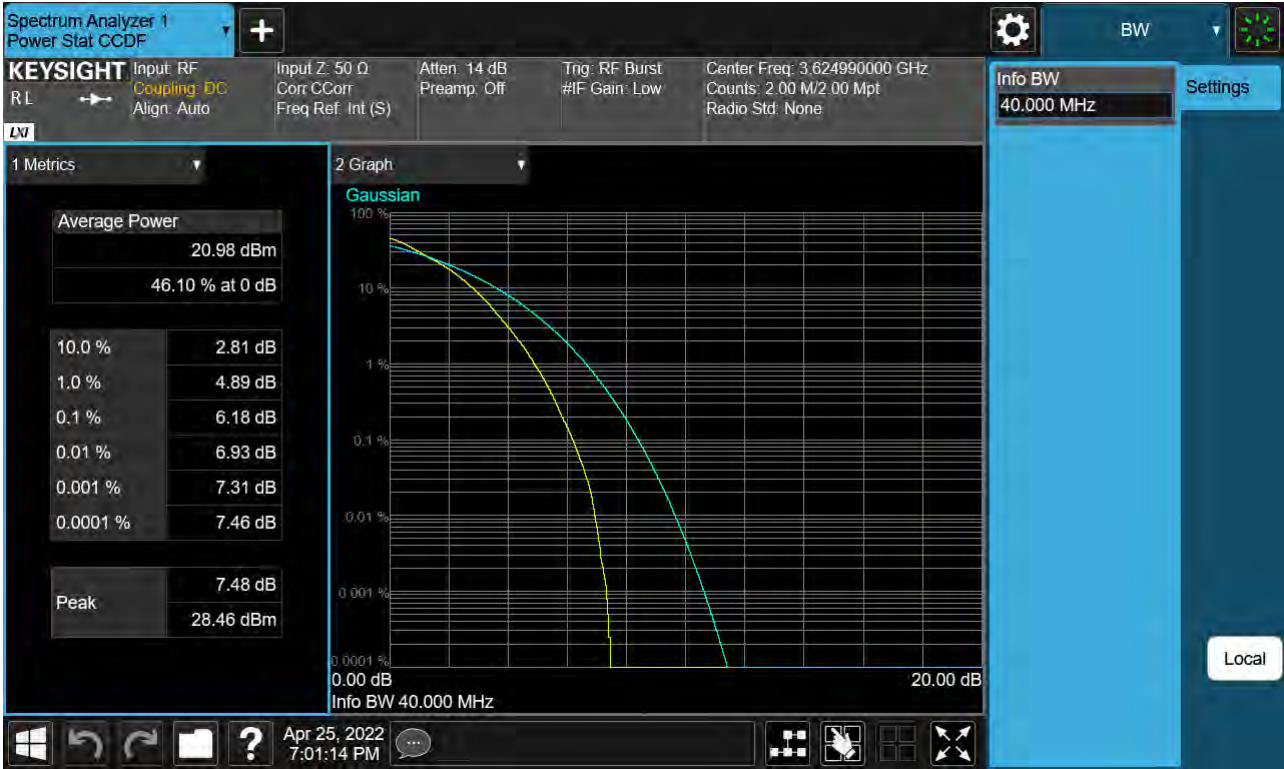 Spectrum Analyzer 1
Power Stat CCDF
+
BW
KEYSIGHT
Input: RF
Input Z: 50 Ω
Atten: 14 dB
Trig: RF Burst
Center Freq: 3.624990000 GHz
R L
Coupling: DC
Corr CCorr
Preamp: Off
#IF Gain: Low
Counts: 2.00 M/2.00 Mpt
Align: Auto
Freq Ref: Int (S)
Radio Std: None
LXI
Info BW
40.000 MHz
Settings
1 Metrics
2 Graph
Average Power
20.98 dBm
46.10 % at 0 dB
10.0 % 2.81 dB
1.0 % 4.89 dB
0.1 % 6.18 dB
0.01 % 6.93 dB
0.001 % 7.31 dB
0.0001 % 7.46 dB
Peak
7.48 dB
28.46 dBm
Gaussian
100 %
10 %
1 %
0.1 %
0.01 %
0.001 %
0.0001 %
0.00 dB
20.00 dB
Info BW 40.000 MHz
Local
?
Apr 25, 2022
7:01:14 PM